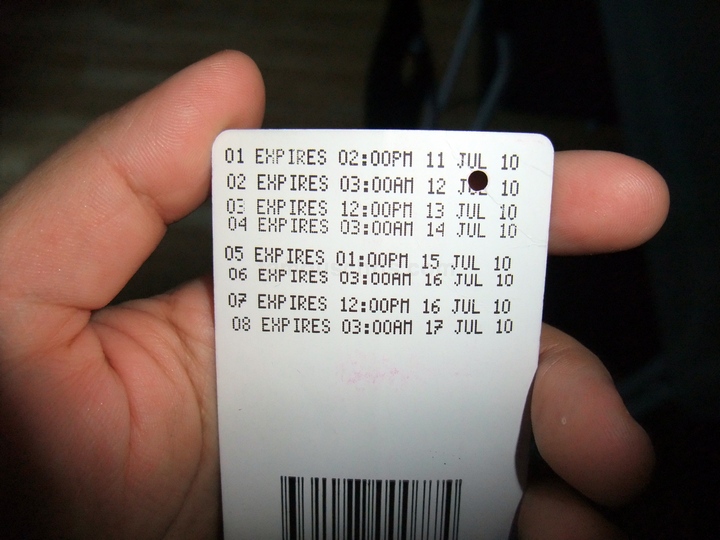 01 EXPIRES 02:00PM 11 JUL 10
02 EXPIRES 03:00AM 12 JUL 10
03 EXPIRES 12:00PM 13 JUL 10
04 EXPIRES 03:00AM 14 JUL 10
05 EXPIRES 01:00PM 15 JUL 10
06 EXPIRES 03:00AM 16 JUL 10
07 EXPIRES 12:00PM 16 JUL 10
08 EXPIRES 03:00AM 17 JUL 10